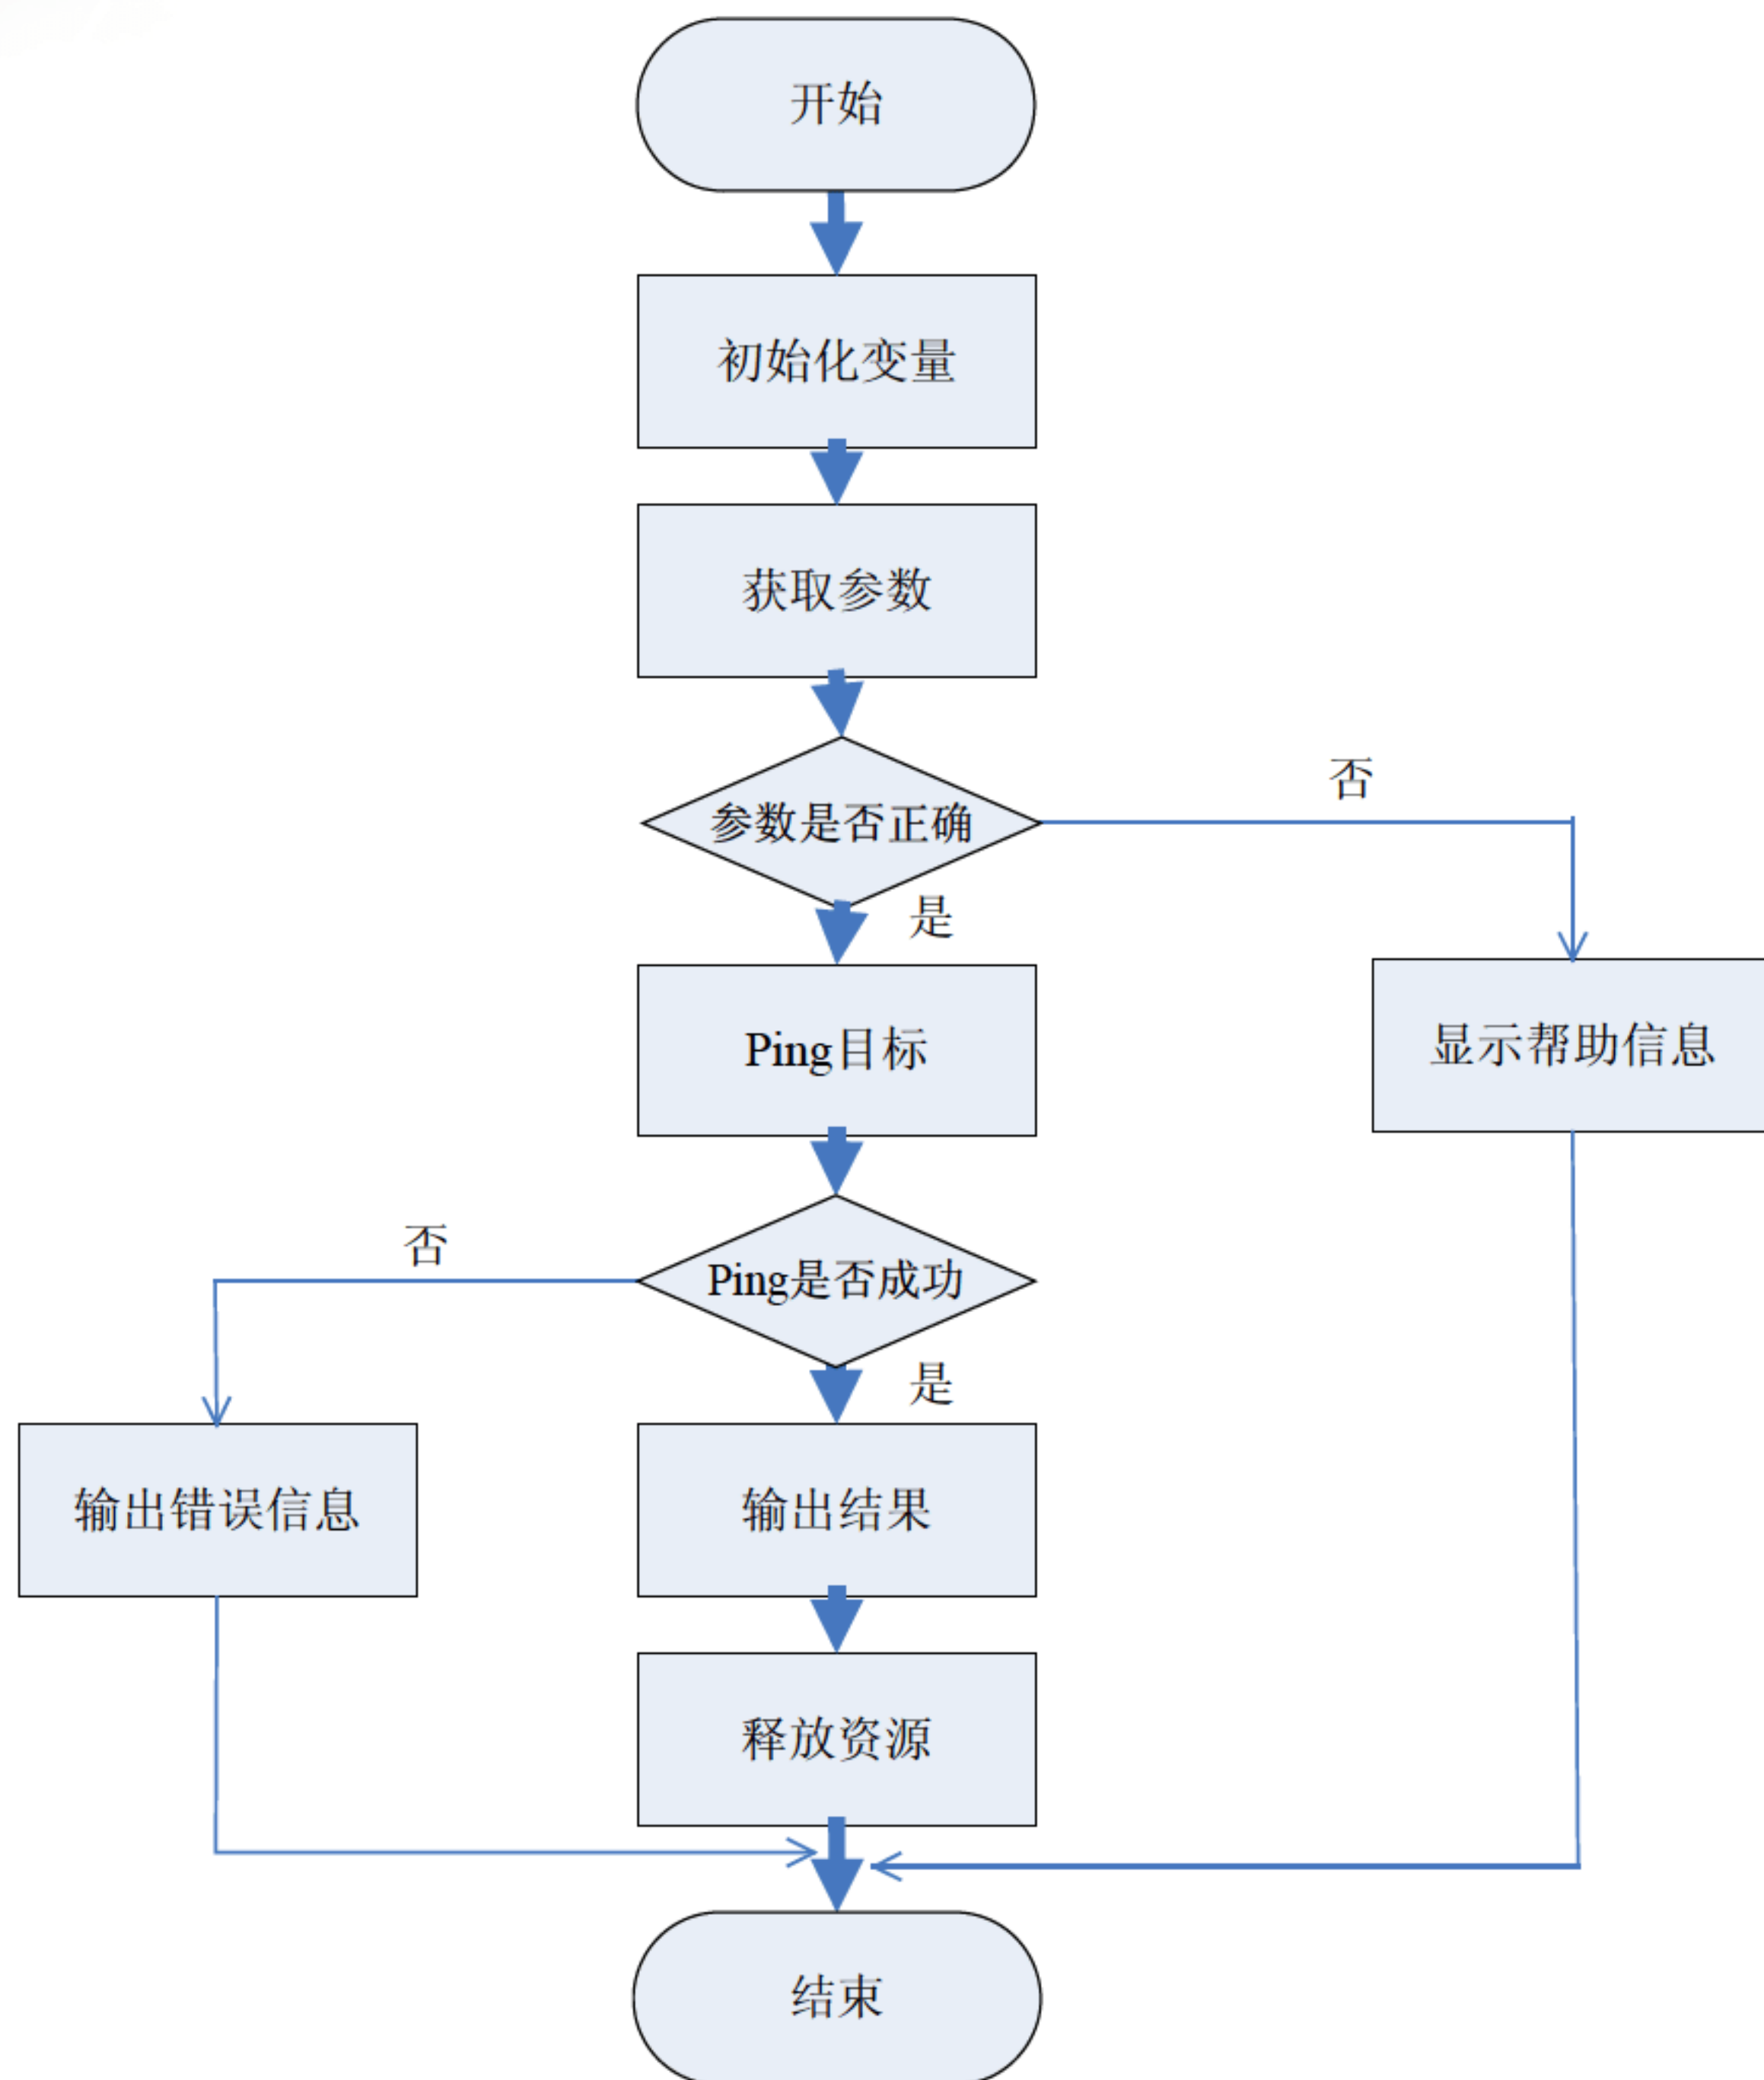 开始
初始化变量
获取参数
参数是否正确
否
是
Ping目标
显示帮助信息
Ping是否成功
否
是
输出错误信息
输出结果
释放资源
结束